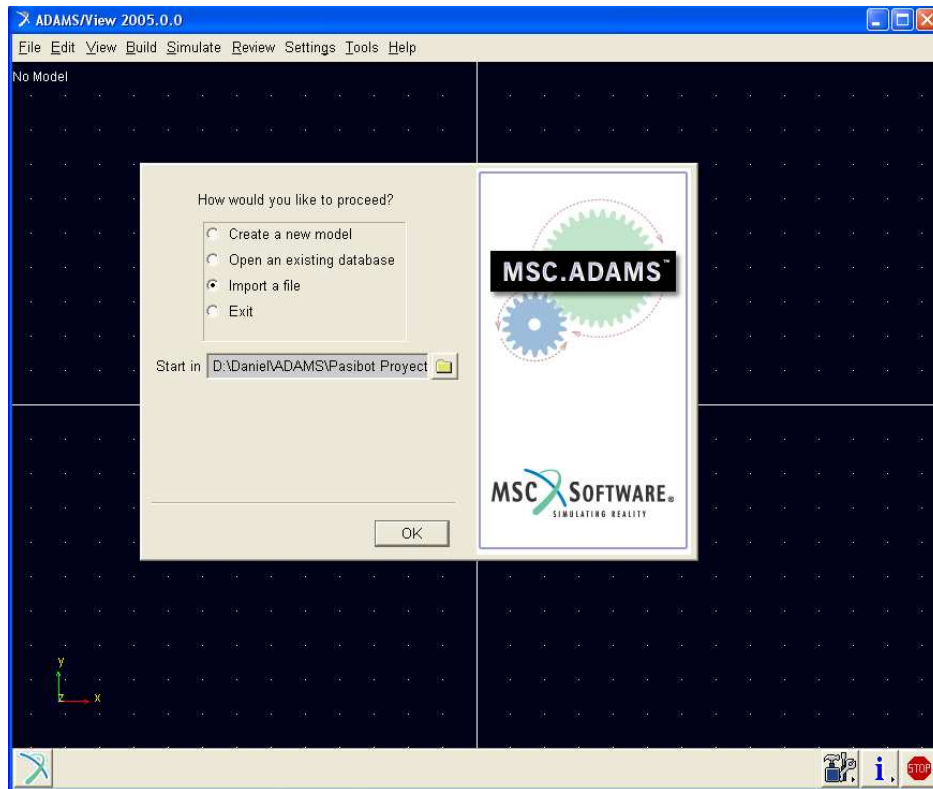 ADAMS/View 2005.0.0
File Edit View Build Simulate Review Settings Tools Help
No Model
How would you like to proceed?
Create a new model
Open an existing database
Import a file
Exit
Start in D:\Daniel\ADAMS\Pasibot Proyect
OK
MSC.ADAMS™
MSC SOFTWARE®
SIMULATING REALITY
y
z x
i
STOP